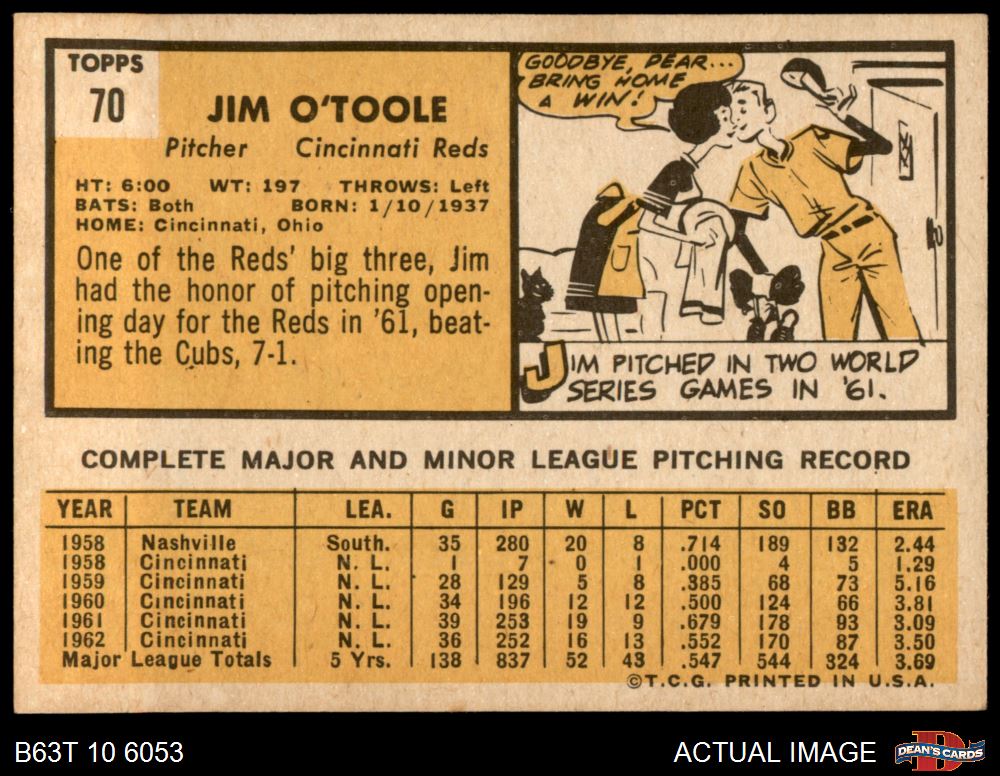 TOPPS
70
JIM O'TOOLE
Pitcher Cincinnati Reds
HT: 6:00 WT: 197 THROWS: Left
BATS: Both BORN: 1/10/1937
HOME: Cincinnati, Ohio
One of the Reds' big three, Jim
had the honor of pitching open-
ing day for the Reds in '61, beat-
ing the Cubs, 7-1.
GOODBYE, DEAR...
BRING HOME
A WIN!
JIM PITCHED IN TWO WORLD
SERIES GAMES IN '61.
COMPLETE MAJOR AND MINOR LEAGUE PITCHING RECORD
YEAR TEAM LEA. G IP W L PCT SO BB ERA
1958 Nashville South. 35 280 20 8 .714 189 132 2.44
1958 Cincinnati N. L. 1 7 0 1 .000 4 5 1.29
1959 Cincinnati N. L. 28 129 5 8 .385 68 73 5.16
1960 Cincinnati N. L. 34 196 12 12 .500 124 66 3.81
1961 Cincinnati N. L. 39 253 19 9 .679 178 93 3.09
1962 Cincinnati N. L. 36 252 16 13 .552 170 87 3.50
Major League Totals 5 Yrs. 138 837 52 43 .547 544 324 3.69
©T.C.G. PRINTED IN U.S.A.
B63T 10 6053
ACTUAL IMAGE
DEAN'S CARDS